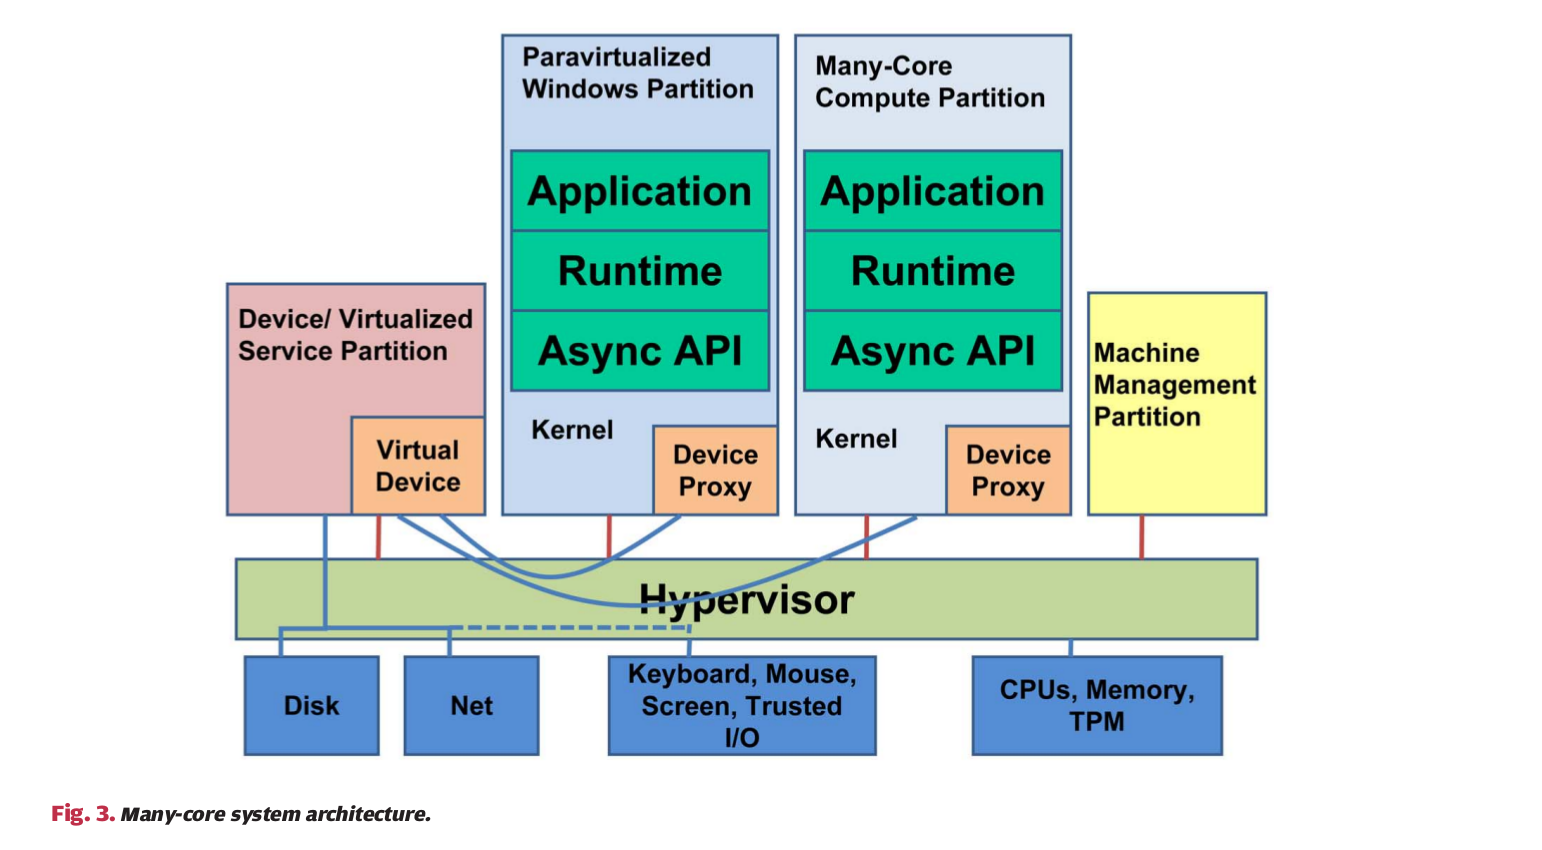 Paravirtualized
Windows Partition
Application
Runtime
Async API
Kernel
Device
Proxy
Many-Core
Compute Partition
Application
Runtime
Async API
Kernel
Device
Proxy
Device/ Virtualized
Service Partition
Virtual
Device
Machine
Management
Partition
Hypervisor
Disk
Net
Keyboard, Mouse,
Screen, Trusted
I/O
CPUs, Memory,
TPM
Fig. 3. Many-core system architecture.